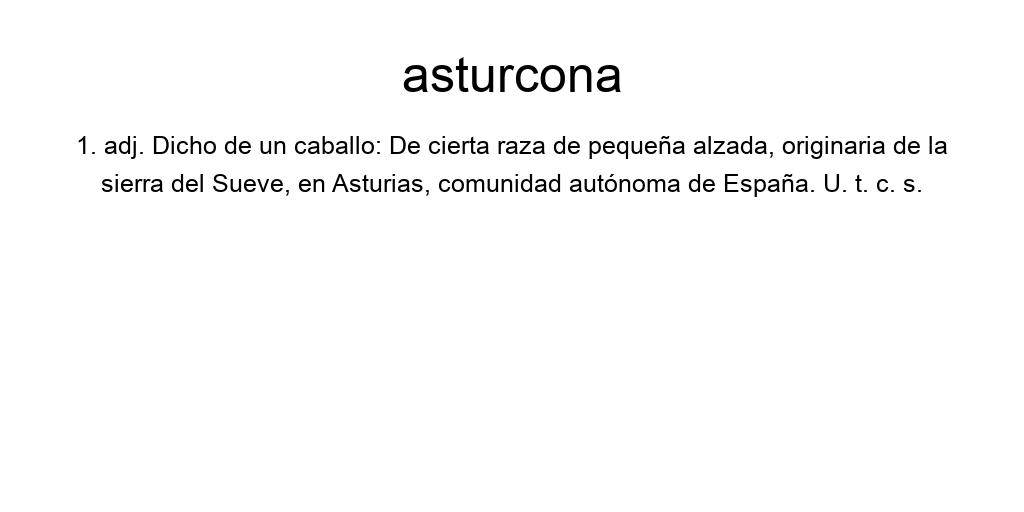 asturcona
1. adj. Dicho de un caballo: De cierta raza de pequeña alzada, originaria de la
sierra del Sueve, en Asturias, comunidad autónoma de España. U. t. c. s.